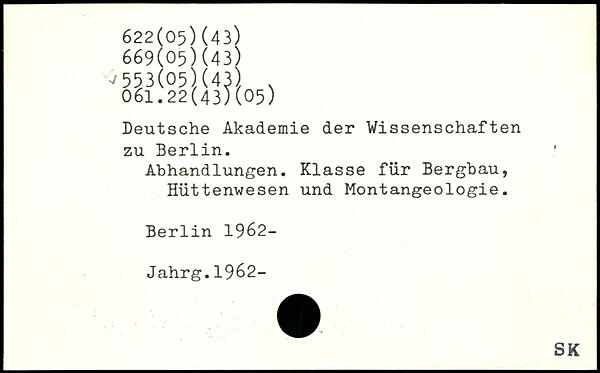 622(05)(43)
669(05)(43)
553(05)(43)
061.22(43)(05)
Deutsche Akademie der Wissenschaften
zu Berlin.
Abhandlungen. Klasse für Bergbau,
Hüttenwesen und Montangeologie.
Berlin 1962-
Jahrg.1962-
SK